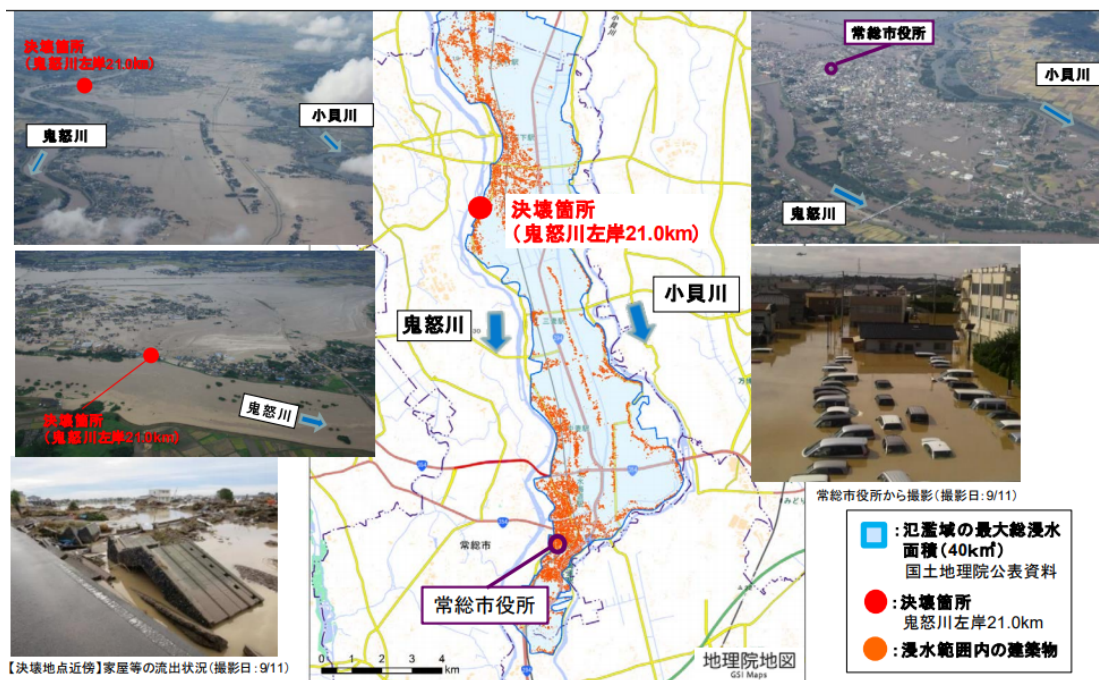 決壊箇所
(鬼怒川左岸21.0km)
鬼怒川
小貝川
決壊箇所
(鬼怒川左岸21.0km)
鬼怒川
【決壊地点近傍】家屋等の流出状況(撮影日:9/11)
小貝川
決壊箇所
(鬼怒川左岸21.0km)
鬼怒川
小貝川
常総市
常総市役所
0 1 2 3 4
km
地理院地図
GSI Maps
常総市役所
小貝川
鬼怒川
常総市役所から撮影(撮影日:9/11)
:氾濫域の最大総浸水
面積(40k㎡)
国土地理院公表資料
:決壊箇所
鬼怒川左岸21.0km
:浸水範囲内の建築物